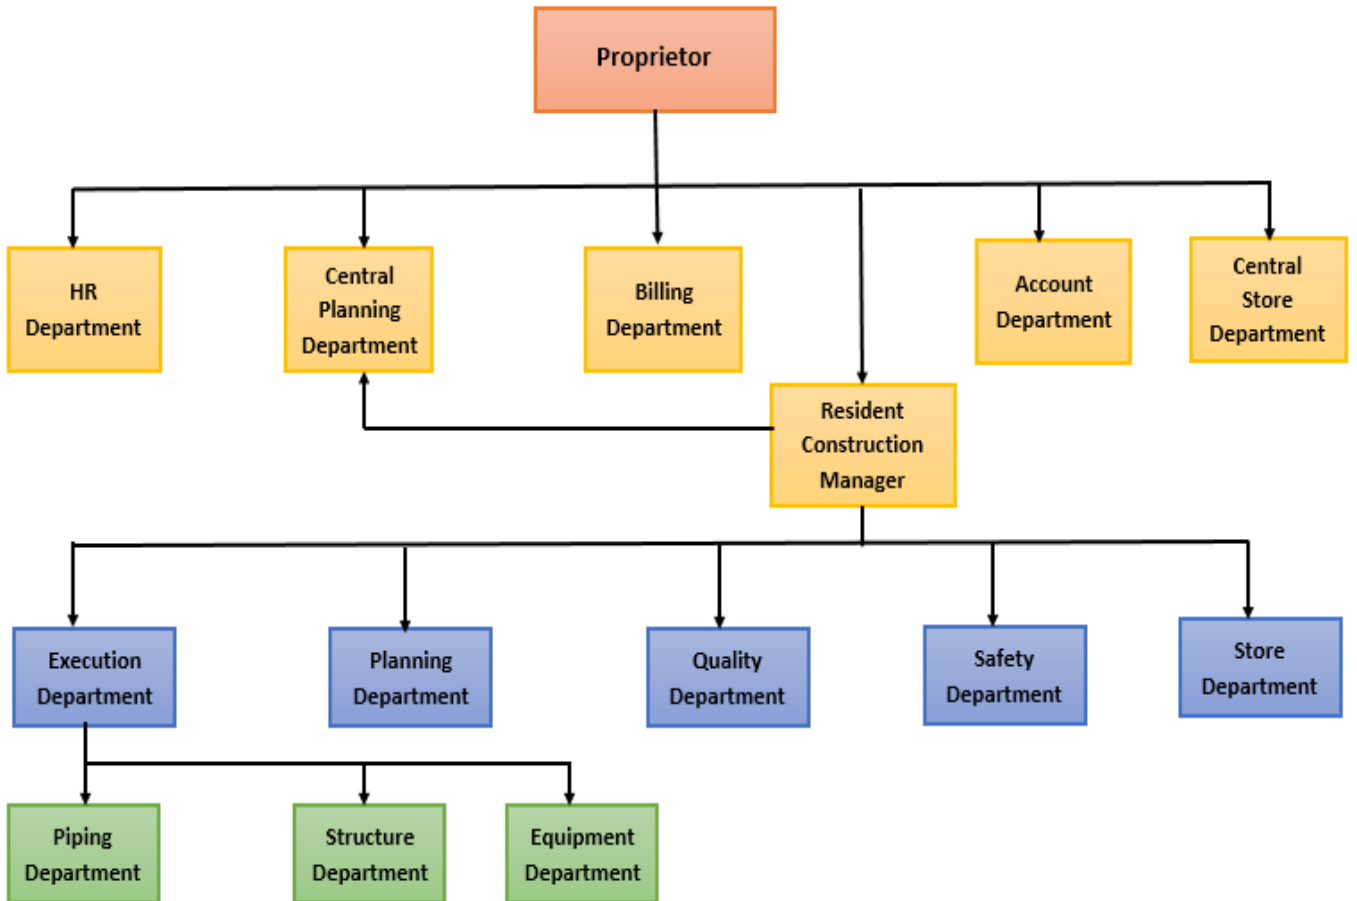 Proprietor
HR
Department
Central
Planning
Department
Billing
Department
Account
Department
Central
Store
Department
Resident
Construction
Manager
Execution
Department
Planning
Department
Quality
Department
Safety
Department
Store
Department
Piping
Department
Structure
Department
Equipment
Department